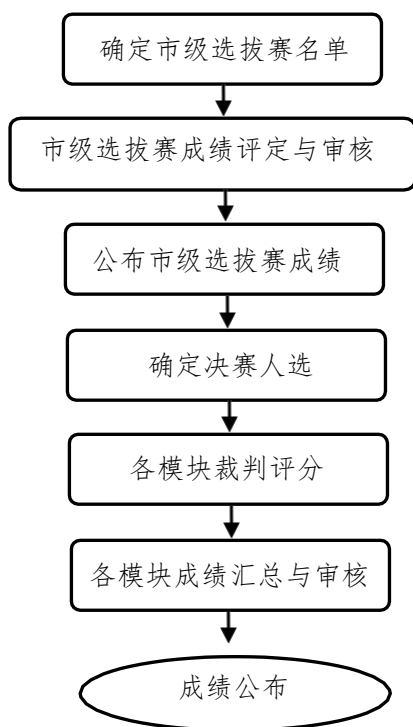 确定市级选拔赛名单
市级选拔赛成绩评定与审核
公布市级选拔赛成绩
确定决赛人选
各模块裁判评分
各模块成绩汇总与审核
成绩公布